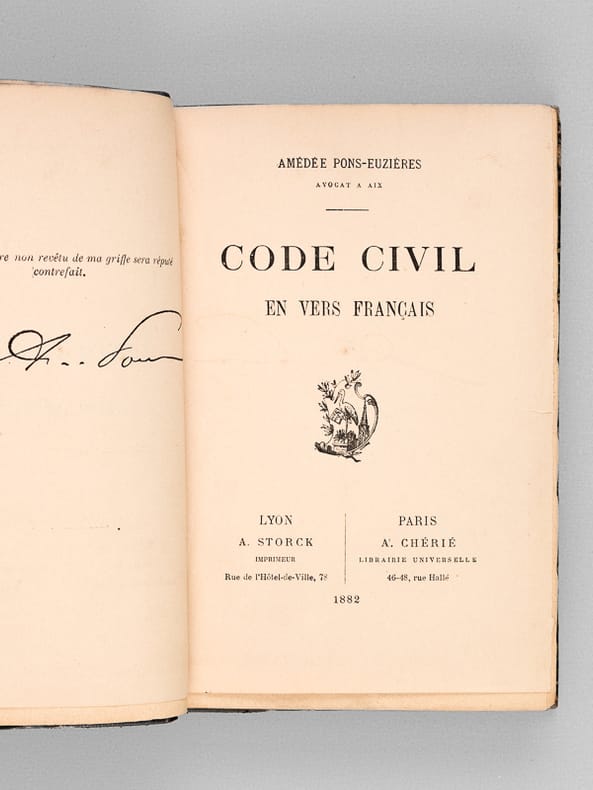 re non revêtu de ma griffe sera réputé
contrefait.
AMÉDÉE PONS-EUZIÈRES
AVOCAT A AIX
CODE CIVIL
EN VERS FRANÇAIS
LYON
A. STORCK
IMPRIMEUR
Rue de l'Hôtel-de-Ville, 78
PARIS
A. CHÉRIÉ
LIBRAIRIE UNIVERSELLE
46-48, rue Hallé
1882